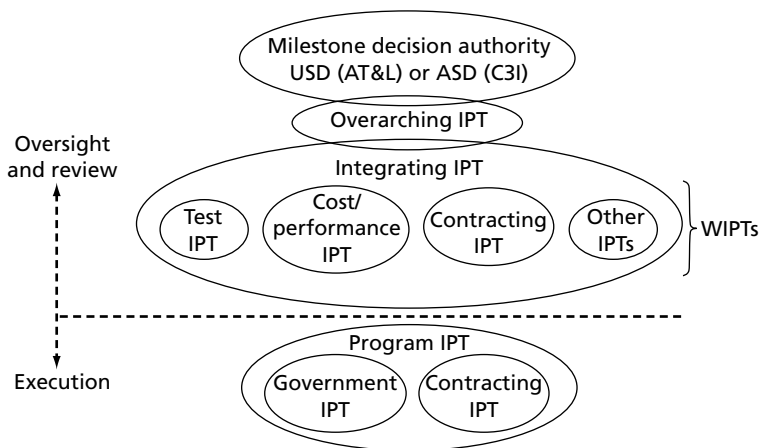 Milestone decision authority
USD (AT&L) or ASD (C3I)
Overarching IPT
Oversight
and review
Integrating IPT
Test
IPT
Cost/
performance
IPT
Contracting
IPT
Other
IPTs
WIPTs
Program IPT
Execution
Government
IPT
Contracting
IPT